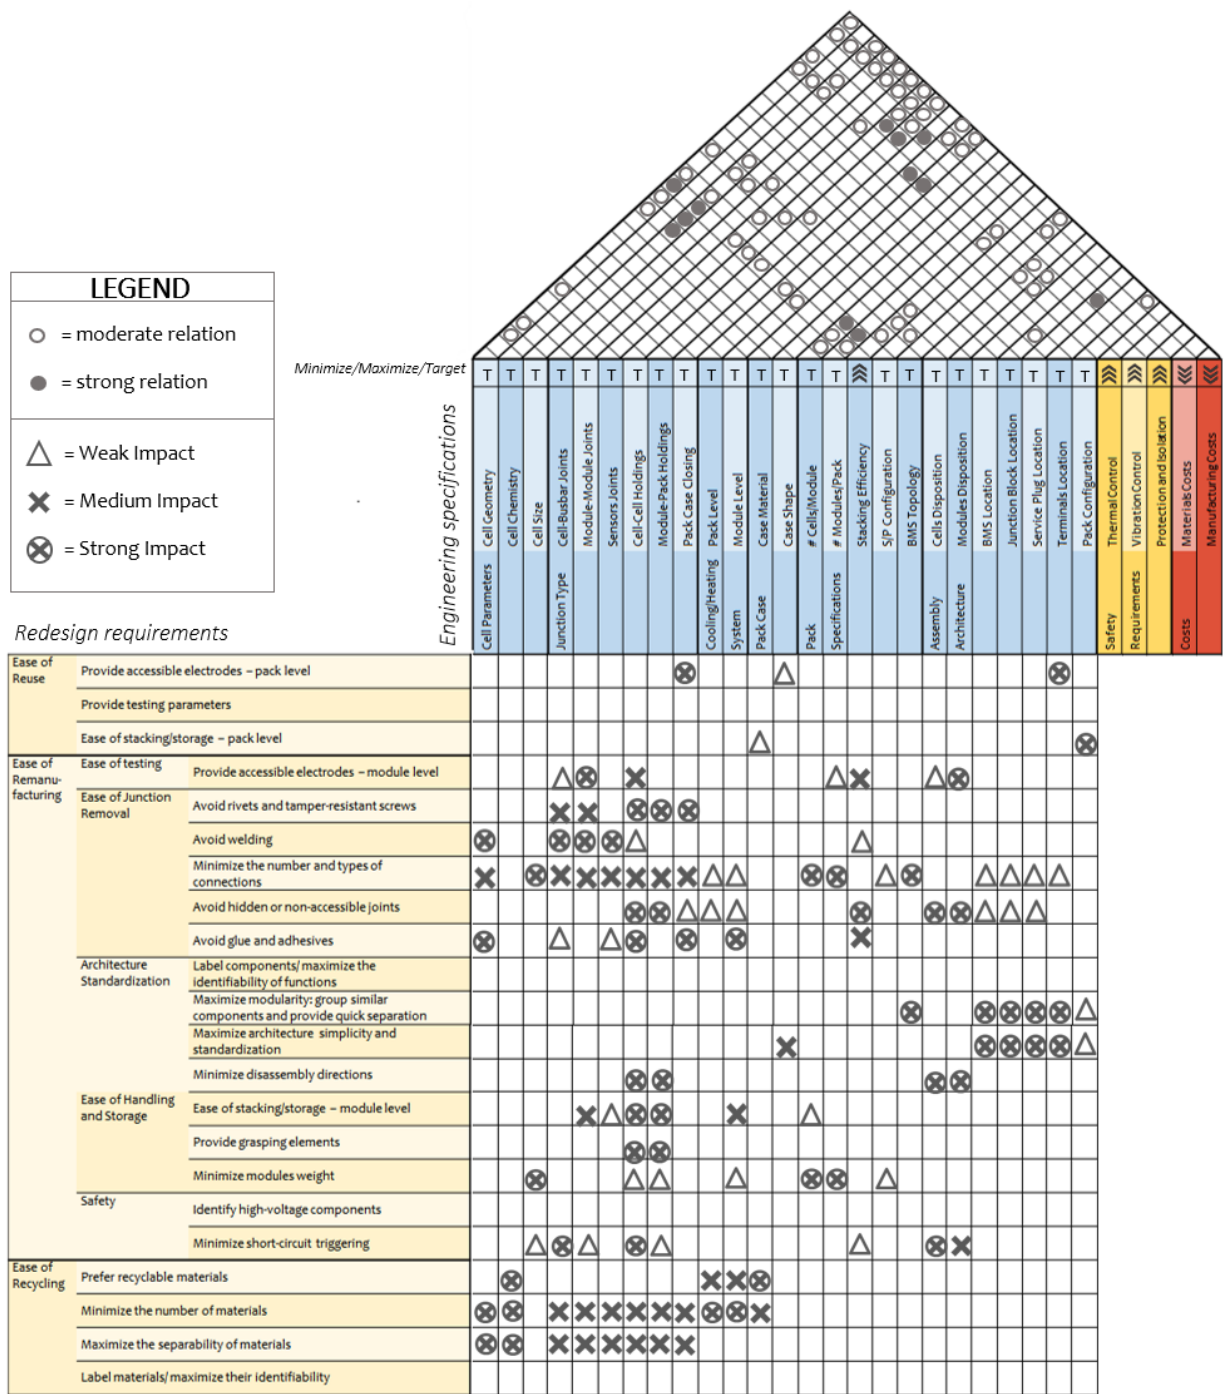 LEGEND
= moderate relation
= strong relation
= Weak Impact
= Medium Impact
= Strong Impact
Minimize/Maximize/Target
T T T T T T T T T T T T T T T T T T T T T T T T
Engineering specifications
Cell Geometry
Cell Chemistry
Cell Size
Cell-Busbar Joints
Module-Module Joints
Sensors Joints
Cell-Cell Holdings
Module-Pack Holdings
Pack Case Closing
Pack Level
Module Level
Case Material
Case Shape
# Cells/Module
# Modules/Pack
Stacking Efficiency
S/P Configuration
BMS Topology
Cells Disposition
Modules Disposition
BMS Location
Junction Block Location
Service Plug Location
Terminals Location
Pack Configuration
Thermal Control
Vibration Control
Protection and Isolation
Materials Costs
Manufacturing Costs
Cell Parameters
Junction Type
Cooling/Heating
System
Pack Case
Pack
Specifications
Assembly
Architecture
Safety
Requirements
Costs
Redesign requirements
Ease of
Reuse
Provide accessible electrodes – pack level
Provide testing parameters
Ease of stacking/storage – pack level
Ease of
Remanu-
facturing
Ease of testing
Provide accessible electrodes – module level
Ease of Junction
Removal
Avoid rivets and tamper-resistant screws
Avoid welding
Minimize the number and types of
connections
Avoid hidden or non-accessible joints
Avoid glue and adhesives
Architecture
Standardization
Label components/ maximize the
identifiability of functions
Maximize modularity: group similar
components and provide quick separation
Maximize architecture simplicity and
standardization
Minimize disassembly directions
Ease of Handling
and Storage
Ease of stacking/storage – module level
Provide grasping elements
Minimize modules weight
Safety
Identify high-voltage components
Minimize short-circuit triggering
Ease of
Recycling
Prefer recyclable materials
Minimize the number of materials
Maximize the separability of materials
Label materials/ maximize their identifiability